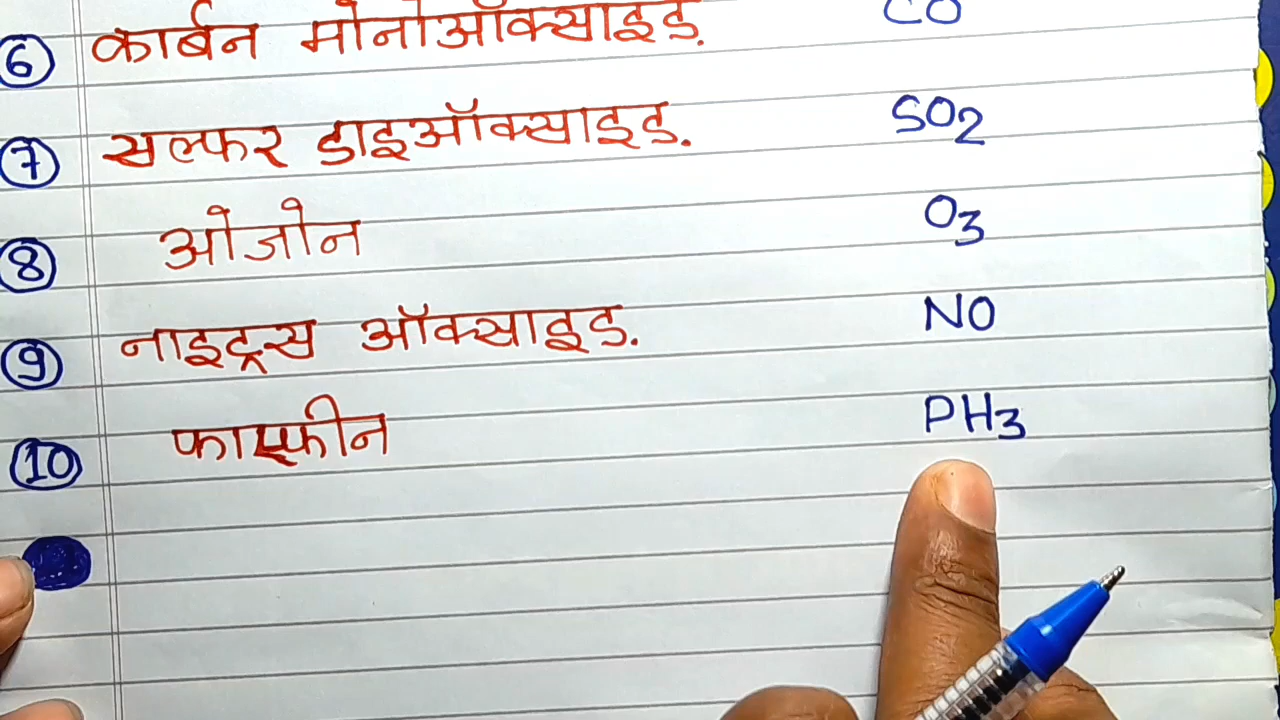 6 कार्बन मोनोऑक्साइड. CO
7 सल्फर डाइऑक्साइड. SO2
8 ओजोन O3
9 नाइट्रस ऑक्साइड. NO
10 फास्फीन PH3